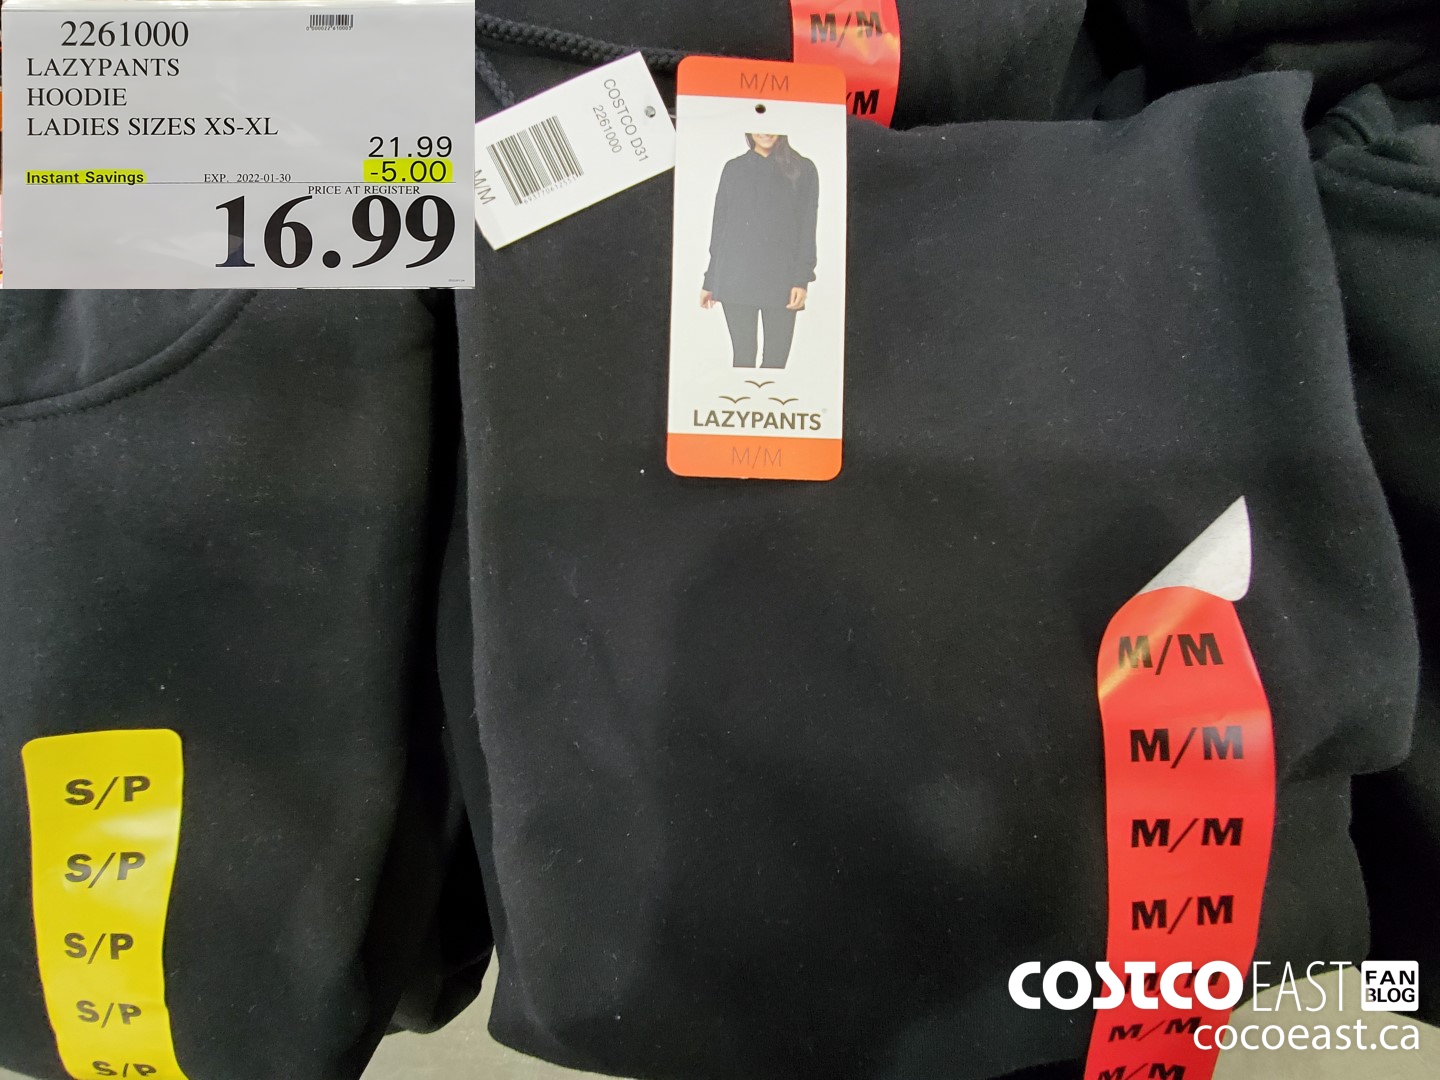 2261000
LAZYPANTS
HOODIE
LADIES SIZES XS-XL
21.99
Instant Savings
EXP. 2022-01-30
-5.00
PRICE AT REGISTER
16.99
M/M
/M
COSTCO D31
2261000
M/M
M/M
LAZYPANTS
M/M
M/M
M/M
M/M
M/M
M/M
M/M
M/M
S/P
S/P
S/P
S/P
S/P
COSTCO EAST FAN BLOG
cocoeast.ca